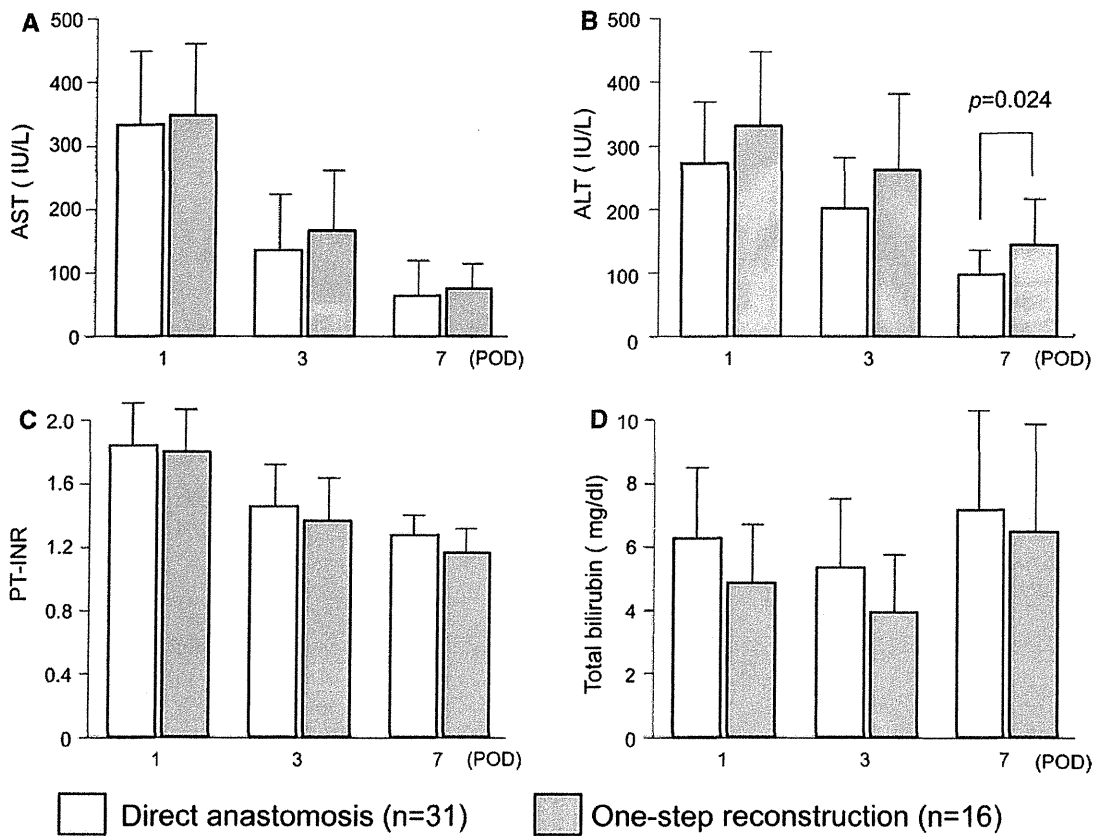 A
500
400
300
200
100
0
AST ( IU/L)
1 3 7 (POD)
B
500
400
300
200
100
0
ALT ( IU/L)
p=0.024
1 3 7 (POD)
C
2.0
1.6
1.2
0.8
0.4
0
PT-INR
1 3 7 (POD)
D
10
8
6
4
2
0
Total bilirubin ( mg/dl)
1 3 7 (POD)
Direct anastomosis (n=31) One-step reconstruction (n=16)